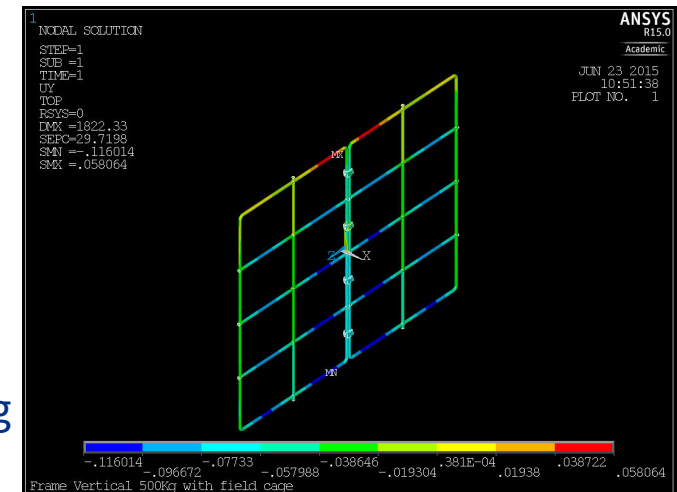 1
NODAL SOLUTION
STEP=1
SUB =1
TIME=1
UY
TOP
RSYS=0
DMX =1822.33
SEPC=29.7198
SMN =-.116014
SMX =.058064
ANSYS
R15.0
Academic
JUN 23 2015
10:51:38
PLOT NO. 1
MX
Z X
MN
g
-.116014 -.07733 -.038646 .381E-04 .038722
-.096672 -.057988 -.019304 .01938 .058064
Frame Vertical 500Kg with field cage